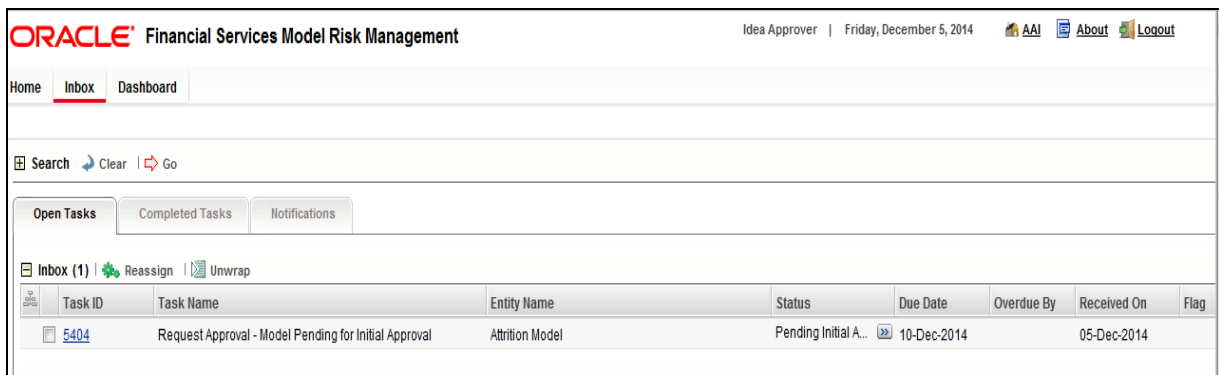 ORACLE® Financial Services Model Risk Management
Idea Approver | Friday, December 5, 2014 AAI About Logout
Home Inbox Dashboard
Search Clear | Go
Open Tasks Completed Tasks Notifications
Inbox (1) | Reassign | Unwrap
Task ID Task Name Entity Name Status Due Date Overdue By Received On Flag
5404 Request Approval - Model Pending for Initial Approval Attrition Model Pending Initial A... 10-Dec-2014 05-Dec-2014